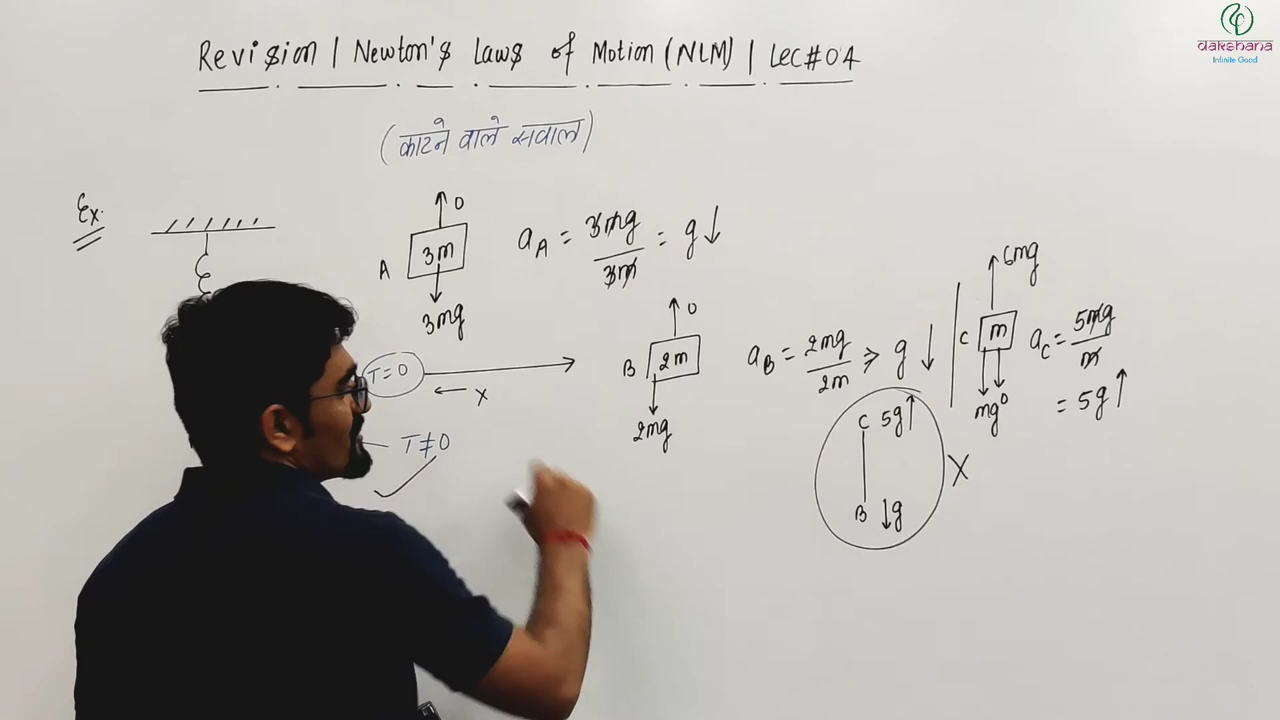 Revision | Newton's Laws of Motion (NLM) | Lec#04
dakshana
Infinite Good
(काटने वाले सवाल)
Ex.
A 3m
0
3mg
a_A = 3mg/3m = g↓
T=0
x
T≠0
B 2m
0
2mg
a_B = 2mg/2m ⇒ g↓
C 5g↑
B ↓g
X
6mg
C m
mg 0
a_C = 5mg/m
= 5g↑